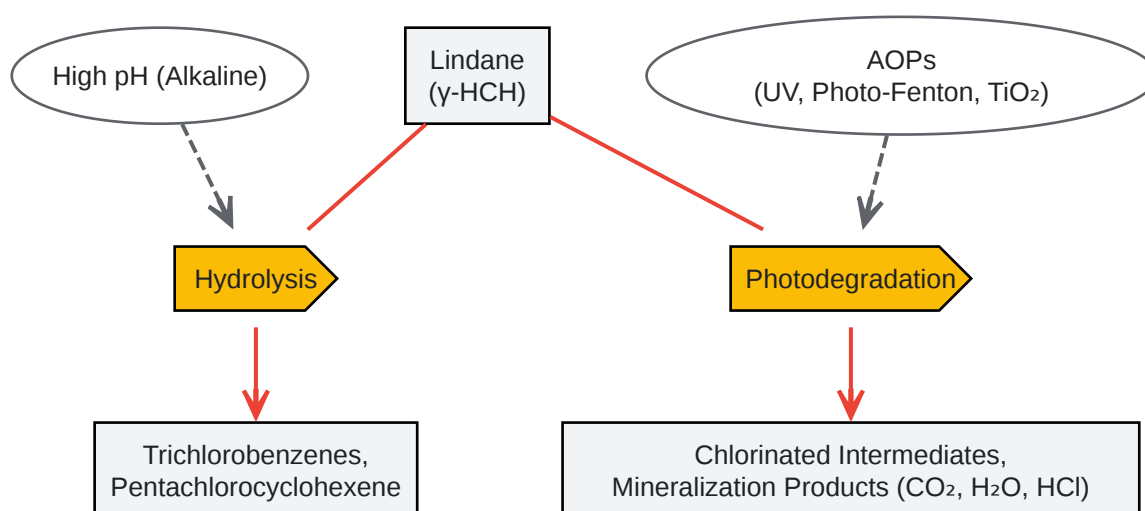 High pH (Alkaline)
Lindane
(γ-HCH)
AOPs
(UV, Photo-Fenton, TiO₂)
Hydrolysis
Photodegradation
Trichlorobenzenes,
Pentachlorocyclohexene
Chlorinated Intermediates,
Mineralization Products (CO₂, H₂O, HCl)